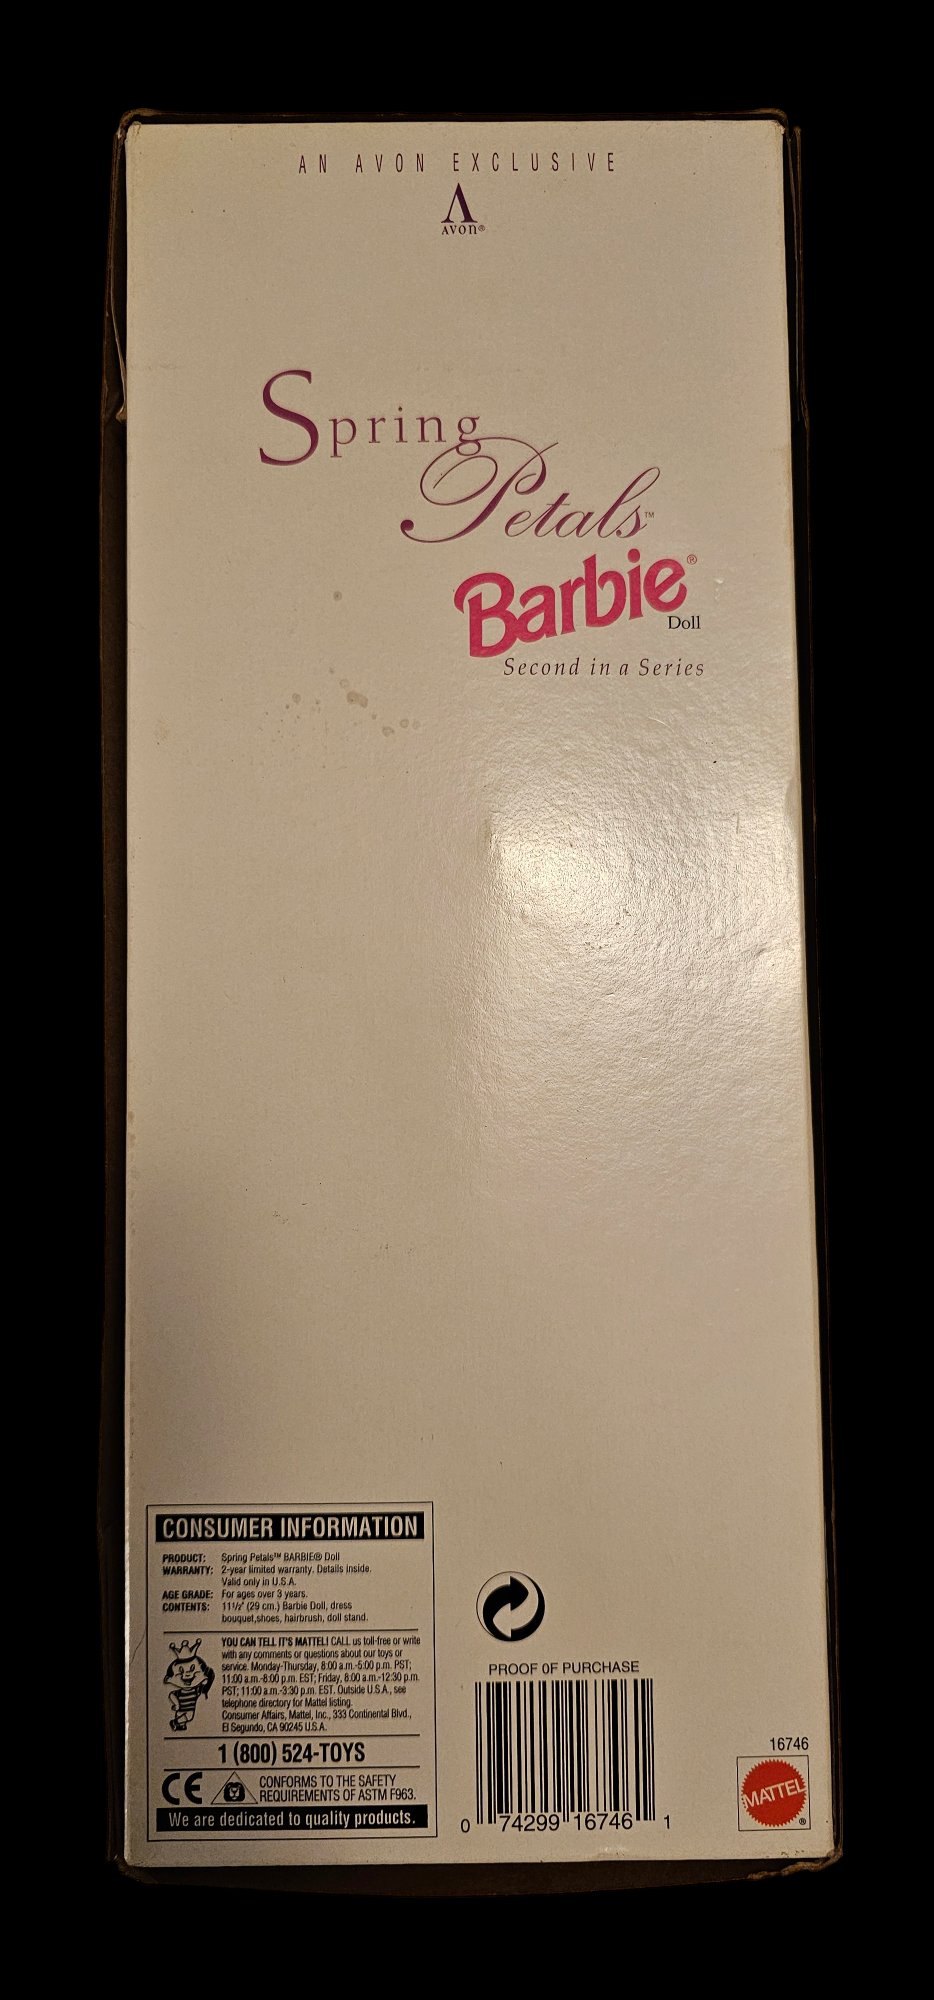 AN AVON EXCLUSIVE
AVON®
Spring
Petals™
Barbie®
Doll
Second in a Series
CONSUMER INFORMATION
PRODUCT: Spring Petals™ BARBIE® Doll
WARRANTY: 2-year limited warranty. Details inside.
Valid only in U.S.A.
AGE GRADE: For ages over 3 years.
CONTENTS: 11½" (29 cm.) Barbie Doll, dress
bouquet,shoes, hairbrush, doll stand.
YOU CAN TELL IT'S MATTEL! CALL us toll-free or write
with any comments or questions about our toys or
service. Monday-Thursday, 8:00 a.m.-5:00 p.m. PST;
11:00 a.m.-8:00 p.m. EST; Friday, 8:00 a.m.-12:30 p.m.
PST; 11:00 a.m.-3:30 p.m. EST. Outside U.S.A., see
telephone directory for Mattel listing.
Consumer Affairs, Mattel, Inc., 333 Continental Blvd.,
El Segundo, CA 90245 U.S.A.
1 (800) 524-TOYS
CE
CONFORMS TO THE SAFETY
REQUIREMENTS OF ASTM F963.
We are dedicated to quality products.
PROOF OF PURCHASE
0 74299 16746 1
16746
MATTEL
®